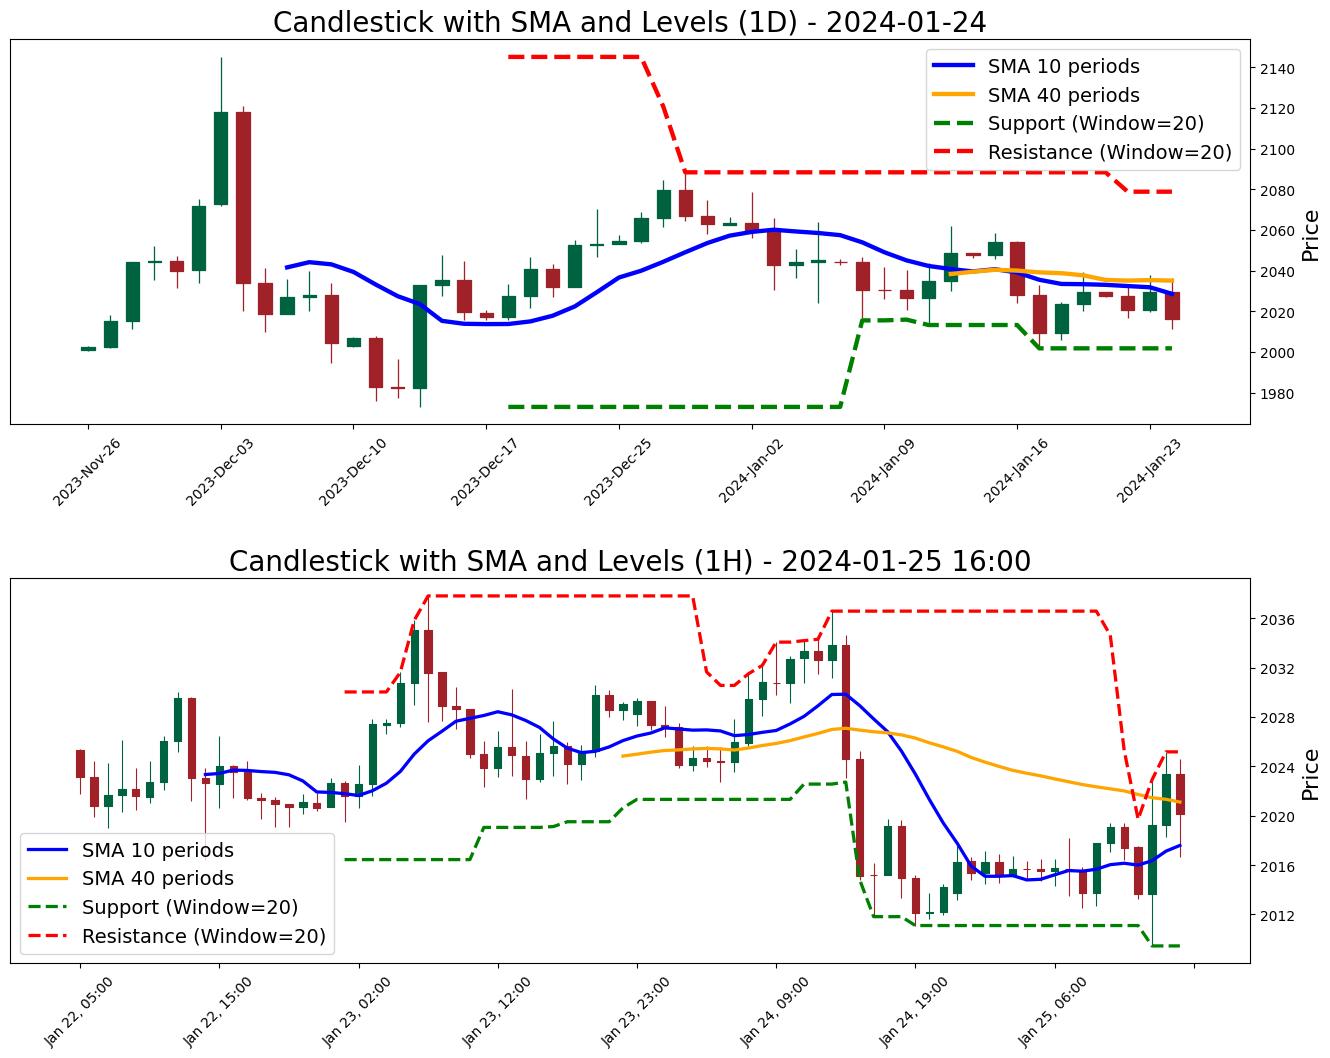 Candlestick with SMA and Levels (1D) - 2024-01-24
SMA 10 periods
SMA 40 periods
Support (Window=20)
Resistance (Window=20)
2140
2120
2100
2080
2060
2040
2020
2000
1980
Price
2023-Nov-26
2023-Dec-03
2023-Dec-10
2023-Dec-17
2023-Dec-25
2024-Jan-02
2024-Jan-09
2024-Jan-16
2024-Jan-23
Candlestick with SMA and Levels (1H) - 2024-01-25 16:00
2036
2032
2028
2024
2020
2016
2012
Price
SMA 10 periods
SMA 40 periods
Support (Window=20)
Resistance (Window=20)
Jan 22, 05:00
Jan 22, 15:00
Jan 23, 02:00
Jan 23, 12:00
Jan 23, 23:00
Jan 24, 09:00
Jan 24, 19:00
Jan 25, 06:00